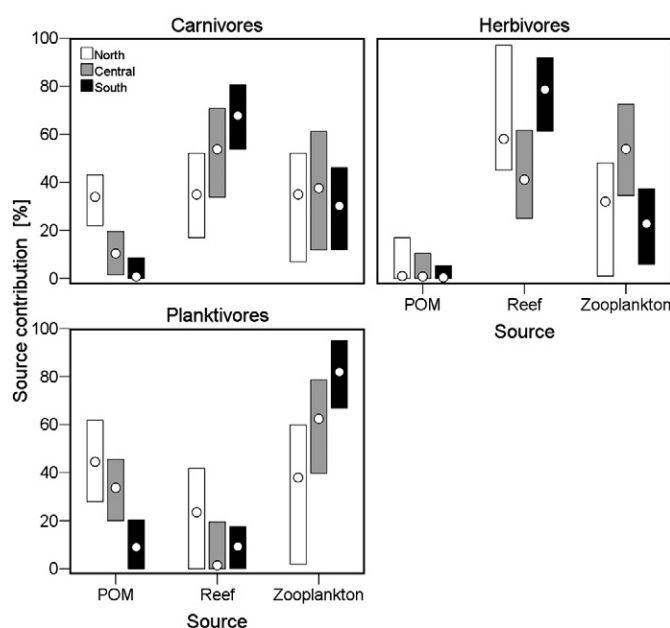 Carnivores
Herbivores
100
80
60
40
20
0
North
Central
South
POM
Reef
Zooplankton
Source
Planktivores
100
80
60
40
20
0
Source contribution [%]
POM
Reef
Zooplankton
Source